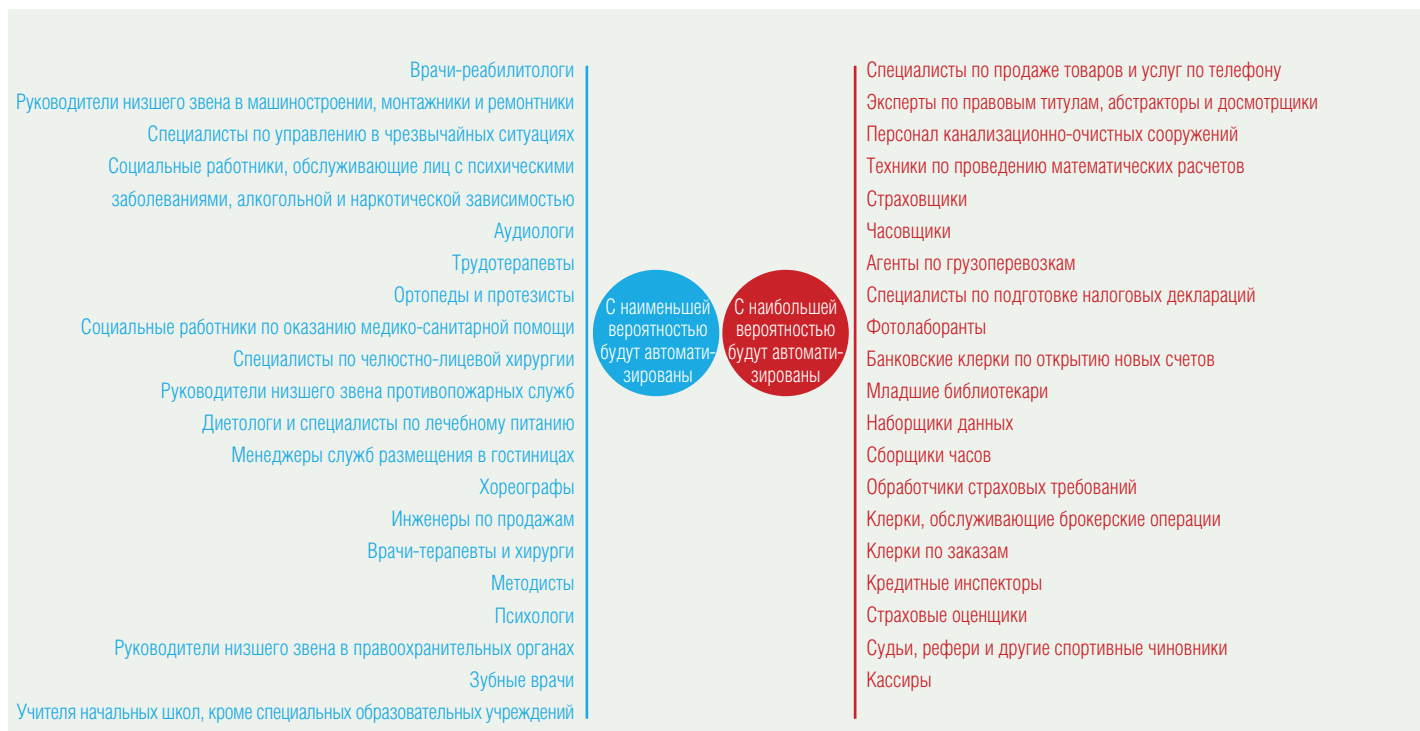 Врачи-реабилитологи
Руководители низшего звена в машиностроении, монтажники и ремонтники
Специалисты по управлению в чрезвычайных ситуациях
Социальные работники, обслуживающие лиц с психическими
заболеваниями, алкогольной и наркотической зависимостью
Аудиологи
Трудотерапевты
Ортопеды и протезисты
Социальные работники по оказанию медико-санитарной помощи
Специалисты по челюстно-лицевой хирургии
Руководители низшего звена противопожарных служб
Диетологи и специалисты по лечебному питанию
Менеджеры служб размещения в гостиницах
Хореографы
Инженеры по продажам
Врачи-терапевты и хирурги
Методисты
Психологи
Руководители низшего звена в правоохранительных органах
Зубные врачи
Учителя начальных школ, кроме специальных образовательных учреждений
С наименьшей
вероятностью
будут автомати-
зированы
С наибольшей
вероятностью
будут автомати-
зированы
Специалисты по продаже товаров и услуг по телефону
Эксперты по правовым титулам, абстракторы и досмотрщики
Персонал канализационно-очистных сооружений
Техники по проведению математических расчетов
Страховщики
Часовщики
Агенты по грузоперевозкам
Специалисты по подготовке налоговых деклараций
Фотолаборанты
Банковские клерки по открытию новых счетов
Младшие библиотекари
Наборщики данных
Сборщики часов
Обработчики страховых требований
Клерки, обслуживающие брокерские операции
Клерки по заказам
Кредитные инспекторы
Страховые оценщики
Судьи, рефери и другие спортивные чиновники
Кассиры